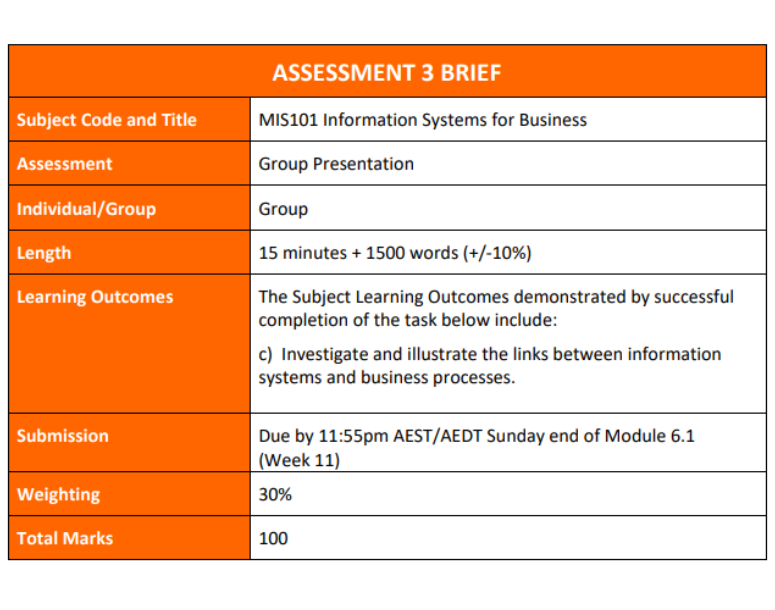 ASSESSMENT 3 BRIEF
Subject Code and Title
MIS101 Information Systems for Business
Assessment
Group Presentation
Individual/Group
Group
Length
15 minutes + 1500 words (+/-10%)
Learning Outcomes
The Subject Learning Outcomes demonstrated by successful
completion of the task below include:
c) Investigate and illustrate the links between information
systems and business processes.
Submission
Due by 11:55pm AEST/AEDT Sunday end of Module 6.1
(Week 11)
Weighting
30%
Total Marks
100